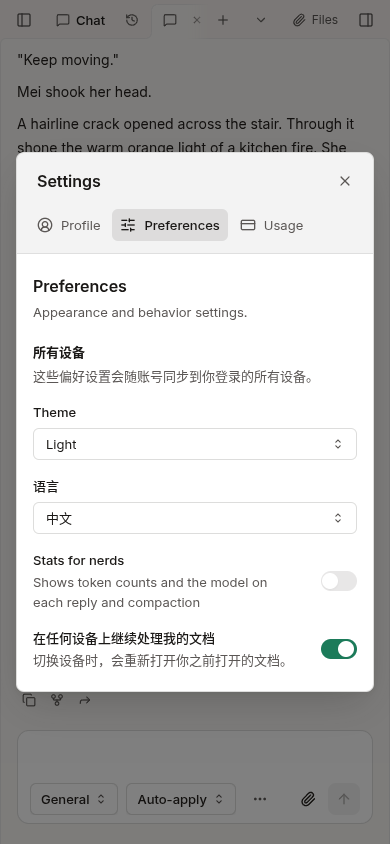 Chat
Files
"Keep moving."
Mei shook her head.
A hairline crack opened across the stair. Through it
shone the warm orange light of a kitchen fire. She
Settings
Profile
Preferences
Usage
Preferences
Appearance and behavior settings.
所有设备
这些偏好设置会随账号同步到你登录的所有设备。
Theme
Light
语言
中文
Stats for nerds
Shows token counts and the model on
each reply and compaction
在任何设备上继续处理我的文档
切换设备时，会重新打开你之前打开的文档。
General
Auto-apply